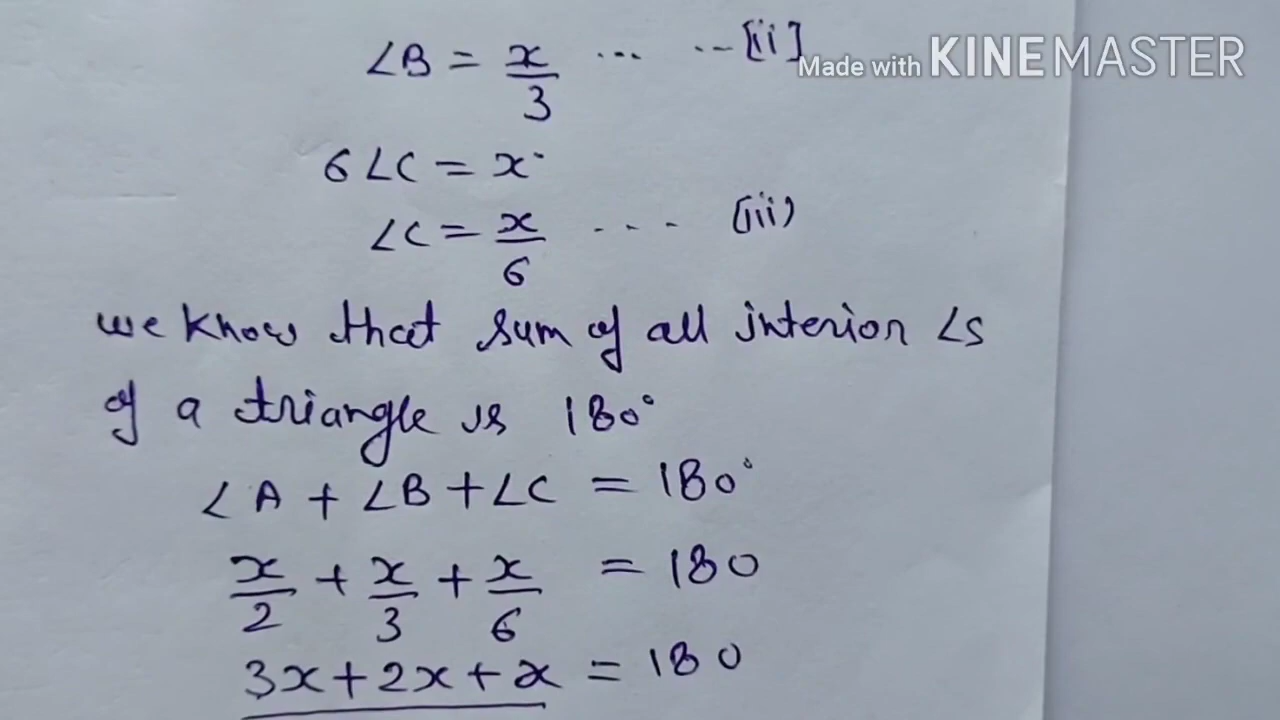 ∠B = x/3 ... ..[ii]
Made with KINEMASTER
6∠C = x
∠C = x/6 .... (iii)
we know that sum of all interior ∠s
of a triangle is 180°
∠A + ∠B + ∠C = 180°
x/2 + x/3 + x/6 = 180
3x + 2x + x = 180